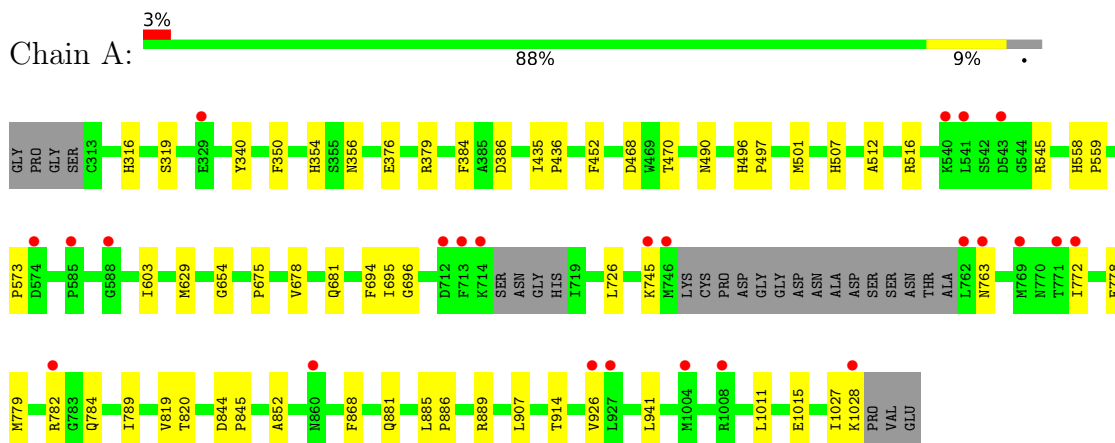 3%
Chain A:
88% 9% •
GLY PRO GLY SER C313 H316 S319 E329 Y340 F350 H354 S355 N356 E376 R379 F384 A385 D386 I435 P436 F452 D468 W469 T470 N490 H496 P497 M501 H507 A512 R516 K540 L541 S542 D543 G544 R545 H558 P559
P573 D574 P585 G588 I603 M629 G654 P675 V678 Q681 F694 I695 G696 D712 F713 K714 SER ASN GLY HIS I719 L726 K745 M746 LYS CYS PRO ASP GLY GLY ASP ASN ALA ASP SER SER ASN THR ALA L762 N763 M769 N770 T771 I772
M779 R782 G783 Q784 I789 V819 T820 D844 P845 A852 N860 F868 Q881 L885 P886 R889 L907 T914 V926 L927 L941 M1004 R1008 L1011 E1015 I1027 K1028 PRO VAL GLU